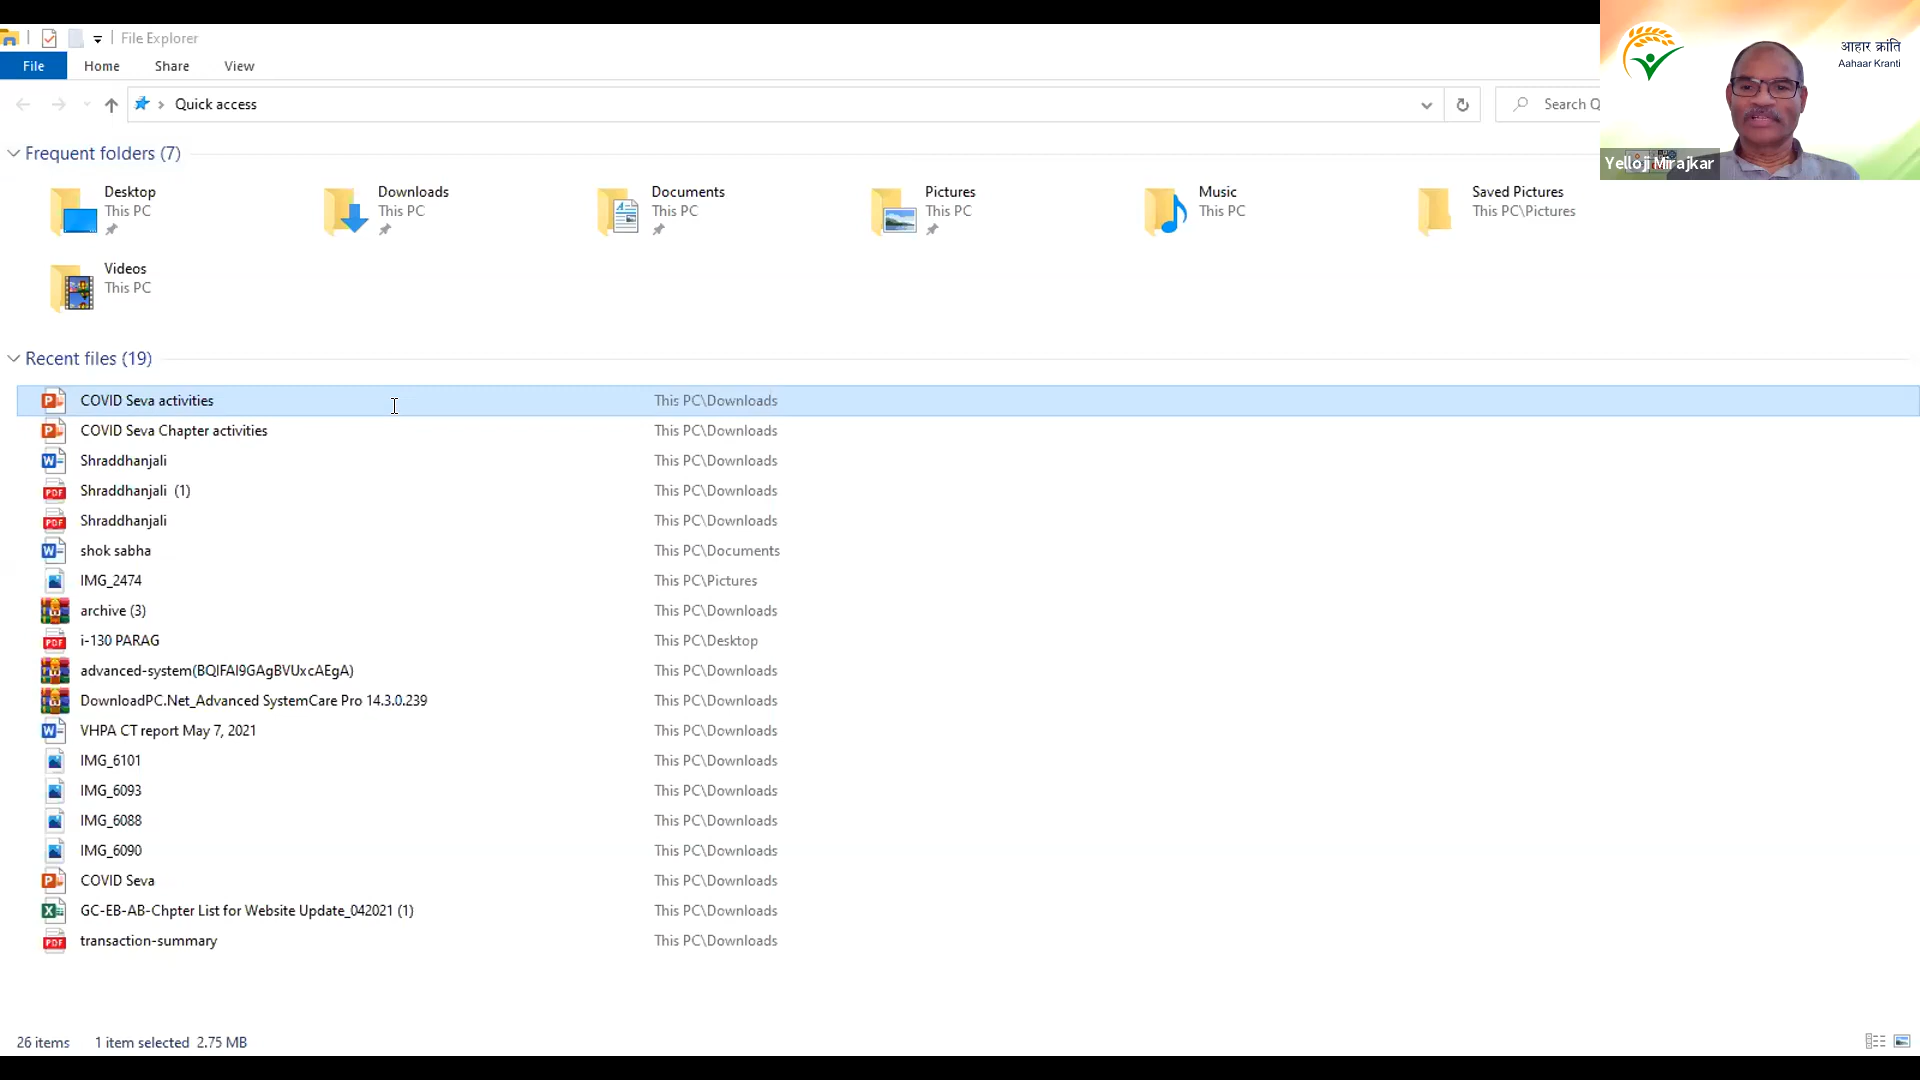 File Explorer
File Home Share View
Quick access
Search Q
आहार क्रांति
Aahaar Kranti
Yelloji Mirajkar
Frequent folders (7)
Desktop
This PC
Downloads
This PC
Documents
This PC
Pictures
This PC
Music
This PC
Saved Pictures
This PC\Pictures
Videos
This PC
Recent files (19)
COVID Seva activities This PC\Downloads
COVID Seva Chapter activities This PC\Downloads
Shraddhanjali This PC\Downloads
Shraddhanjali (1) This PC\Downloads
Shraddhanjali This PC\Downloads
shok sabha This PC\Documents
IMG_2474 This PC\Pictures
archive (3) This PC\Downloads
i-130 PARAG This PC\Desktop
advanced-system(BQIFAI9GAgBVUxcAEgA) This PC\Downloads
DownloadPC.Net_Advanced SystemCare Pro 14.3.0.239 This PC\Downloads
VHPA CT report May 7, 2021 This PC\Downloads
IMG_6101 This PC\Downloads
IMG_6093 This PC\Downloads
IMG_6088 This PC\Downloads
IMG_6090 This PC\Downloads
COVID Seva This PC\Downloads
GC-EB-AB-Chpter List for Website Update_042021 (1) This PC\Downloads
transaction-summary This PC\Downloads
26 items 1 item selected 2.75 MB